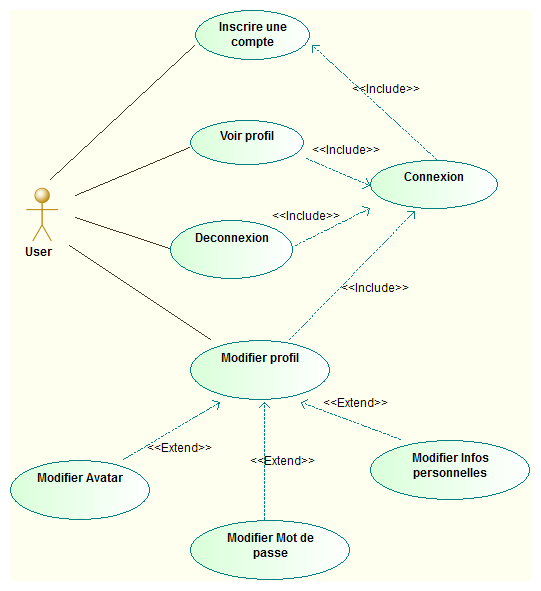 Inscrire une
compte
<<Include>>
Voir profil
<<Include>>
Connexion
<<Include>>
Deconnexion
User
<<Include>>
Modifier profil
<<Extend>>
<<Extend>>
<<Extend>>
Modifier Infos
personnelles
Modifier Avatar
Modifier Mot de
passe